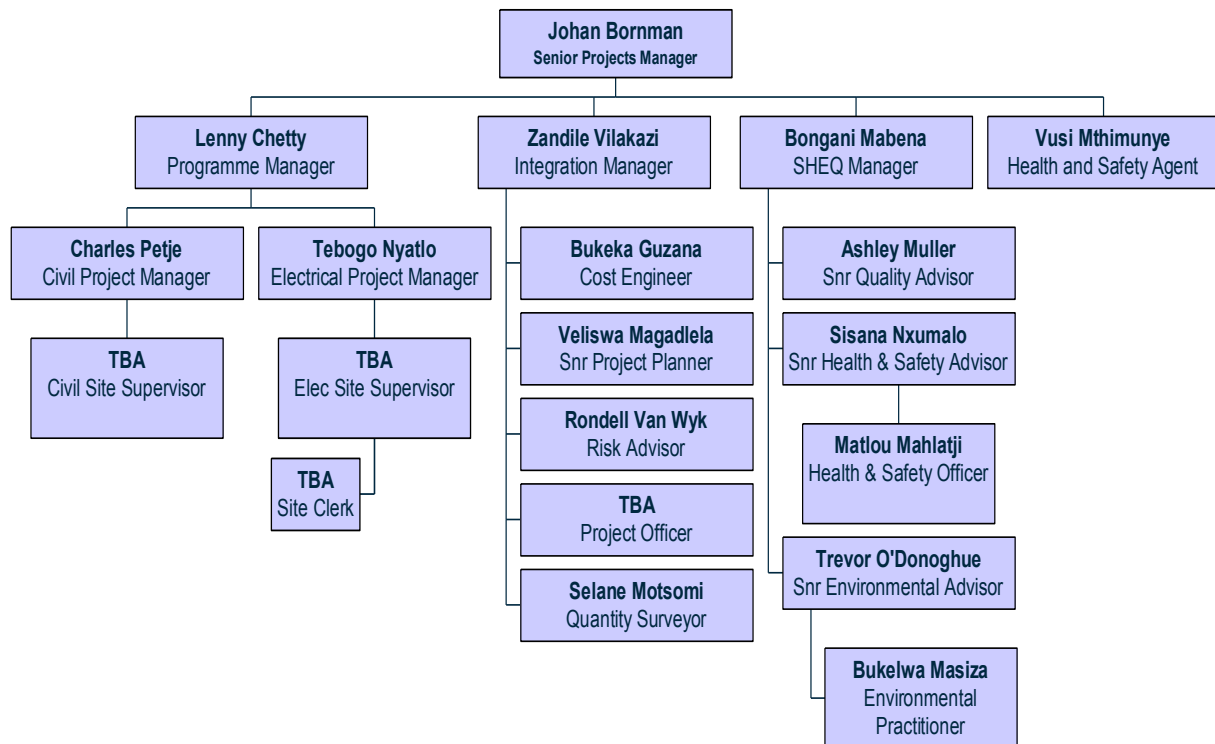 Johan Bornman
Senior Projects Manager
Lenny Chetty
Programme Manager
Zandile Vilakazi
Integration Manager
Bongani Mabena
SHEQ Manager
Vusi Mthimunye
Health and Safety Agent
Charles Petje
Civil Project Manager
Tebogo Nyatlo
Electrical Project Manager
TBA
Civil Site Supervisor
TBA
Elec Site Supervisor
TBA
Site Clerk
Bukeka Guzana
Cost Engineer
Veliswa Magadlela
Snr Project Planner
Rondell Van Wyk
Risk Advisor
TBA
Project Officer
Selane Motsomi
Quantity Surveyor
Ashley Muller
Snr Quality Advisor
Sisana Nxumalo
Snr Health & Safety Advisor
Matlou Mahlatji
Health & Safety Officer
Trevor O'Donoghue
Snr Environmental Advisor
Bukelwa Masiza
Environmental
Practitioner